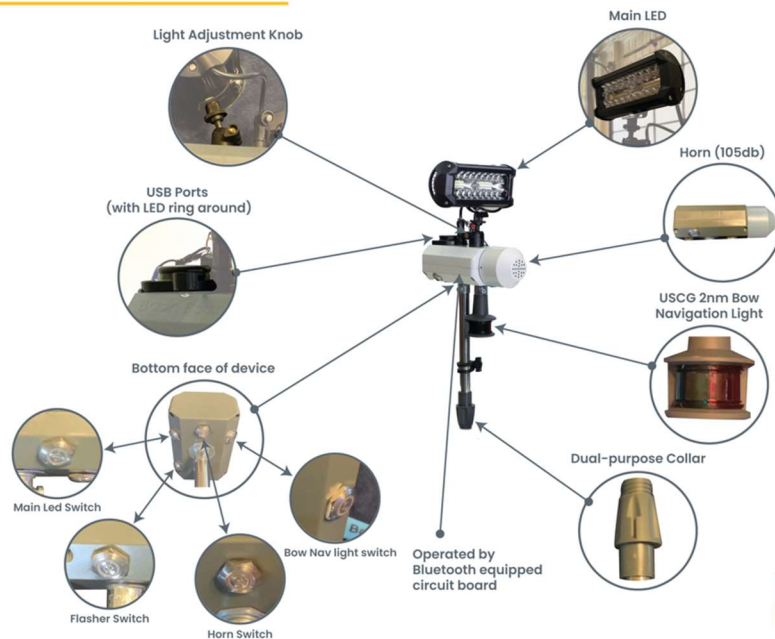 Main LED
Light Adjustment Knob
Horn (105db)
USB Ports
(with LED ring around)
USCG 2nm Bow
Navigation Light
Bottom face of device
Dual-purpose Collar
Main Led Switch
Bow Nav light switch
Operated by
Bluetooth equipped
circuit board
Flasher Switch
Horn Switch